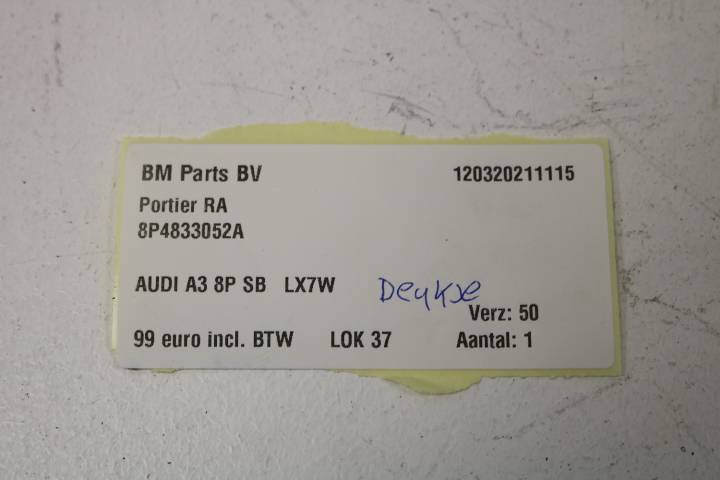 BM Parts BV 120320211115
Portier RA
8P4833052A
AUDI A3 8P SB LX7W Deykse
Verz: 50
99 euro incl. BTW LOK 37 Aantal: 1